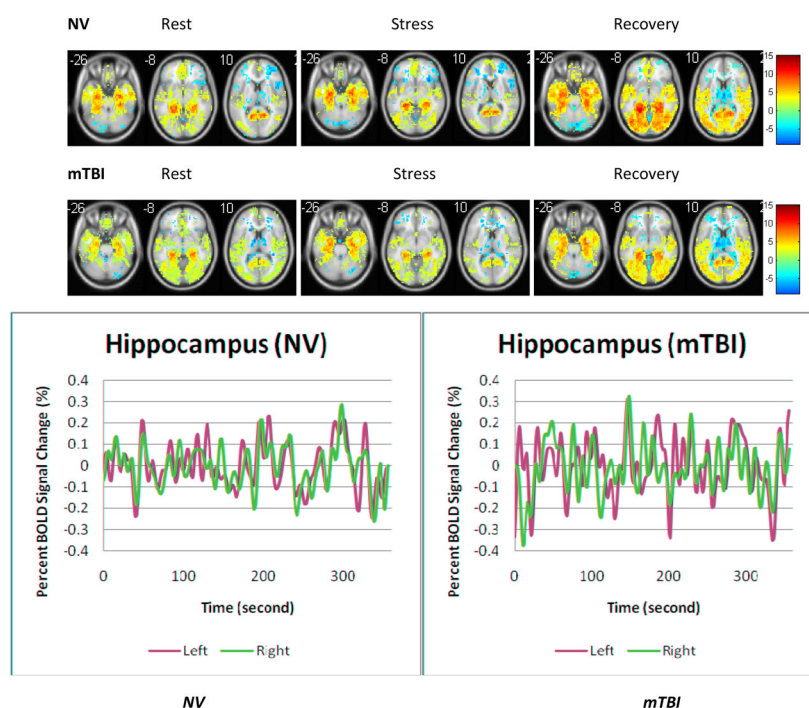 NV Rest Stress Recovery
-26 -8 10 -26 -8 10 -26 -8 10 2
15
10
5
0
-5
mTBI Rest Stress Recovery
-26 -8 10 -26 -8 10 -26 -8 10
15
10
5
0
-5
Hippocampus (NV)
Percent BOLD Signal Change (%)
0.4
0.3
0.2
0.1
0
-0.1
-0.2
-0.3
-0.4
0 100 200 300
Time (second)
Left Right
Hippocampus (mTBI)
Percent BOLD Signal Change (%)
0.4
0.3
0.2
0.1
0
-0.1
-0.2
-0.3
-0.4
0 100 200 300
Time (second)
Left Right
NV mTBI